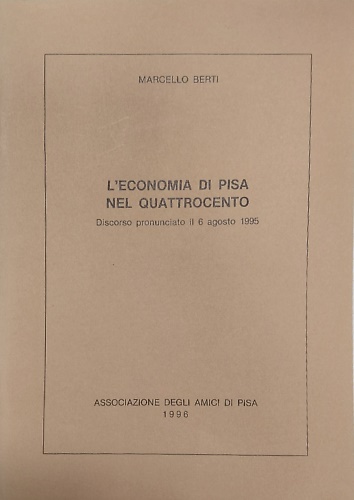 MARCELLO BERTI
L'ECONOMIA DI PISA
NEL QUATTROCENTO
Discorso pronunciato il 6 agosto 1995
ASSOCIAZIONE DEGLI AMICI DI PISA
1996